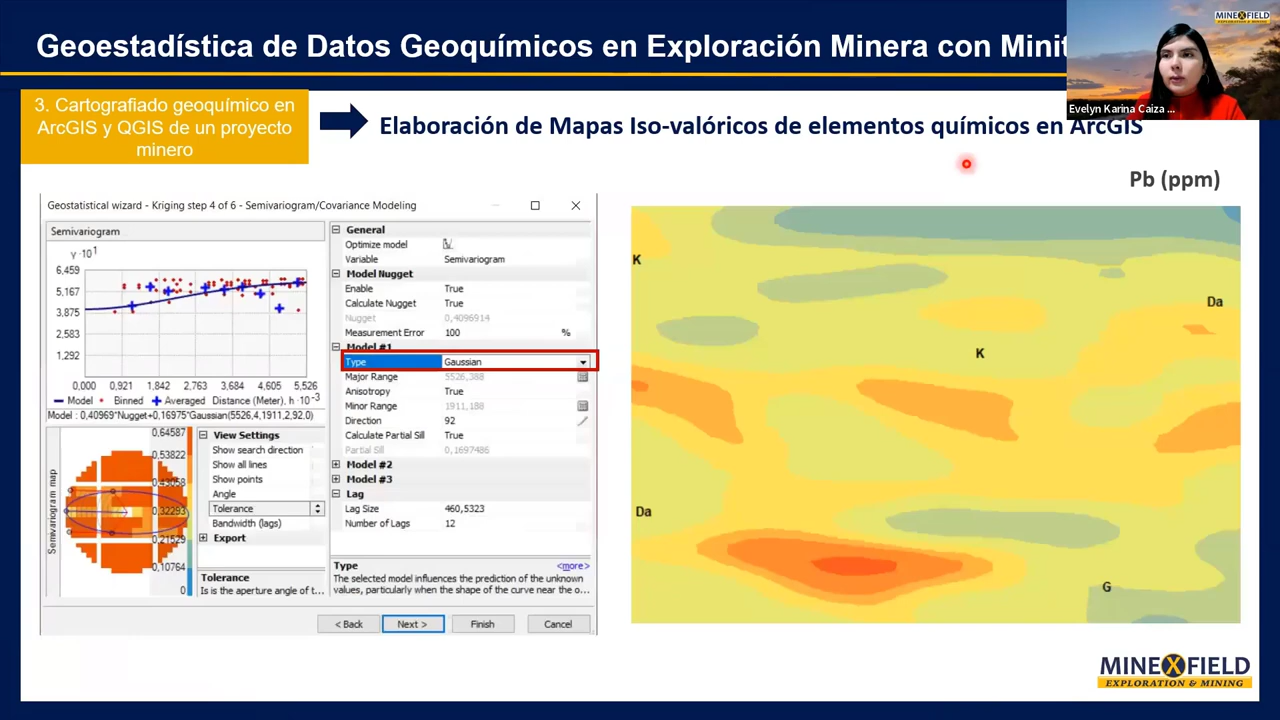 Geoestadística de Datos Geoquímicos en Exploración Minera con
MINEXFIELD
Evelyn Karina Caiza ...
3. Cartografiado geoquímico en
ArcGIS y QGIS de un proyecto
minero
Elaboración de Mapas Iso-valóricos de elementos químicos en ArcGIS
Pb (ppm)
Geostatistical wizard - Kriging step 4 of 6 - Semivariogram/Covariance Modeling
Semivariogram
γ ·10¹
6,459
5,167
3,875
2,583
1,292
0,000 0,921 1,842 2,763 3,684 4,605 5,526
Model Binned Averaged Distance (Meter), h ·10⁻³
Model : 0,40969*Nugget+0,16975*Gaussian(5526,4,1911,2,92,0)
Semivariogram map
0,64587
0,53822
0,43058
0,32293
0,21529
0,10764
0
View Settings
Show search direction
Show all lines
Show points
Angle
Tolerance
Bandwidth (lags)
Export
Tolerance
Is is the aperture angle of t...
General
Optimize model
Variable Semivariogram
Model Nugget
Enable True
Calculate Nugget True
Nugget 0,4096914
Measurement Error 100 %
Model #1
Type Gaussian
Major Range 5526,388
Anisotropy True
Minor Range 1911,188
Direction 92
Calculate Partial Sill True
Partial Sill 0,1697486
Model #2
Model #3
Lag
Lag Size 460,5323
Number of Lags 12
Type <more>
The selected model influences the prediction of the unknown
values, particularly when the shape of the curve near the o...
< Back Next > Finish Cancel
K
Da
K
Da
G
MINEXFIELD
EXPLORATION & MINING